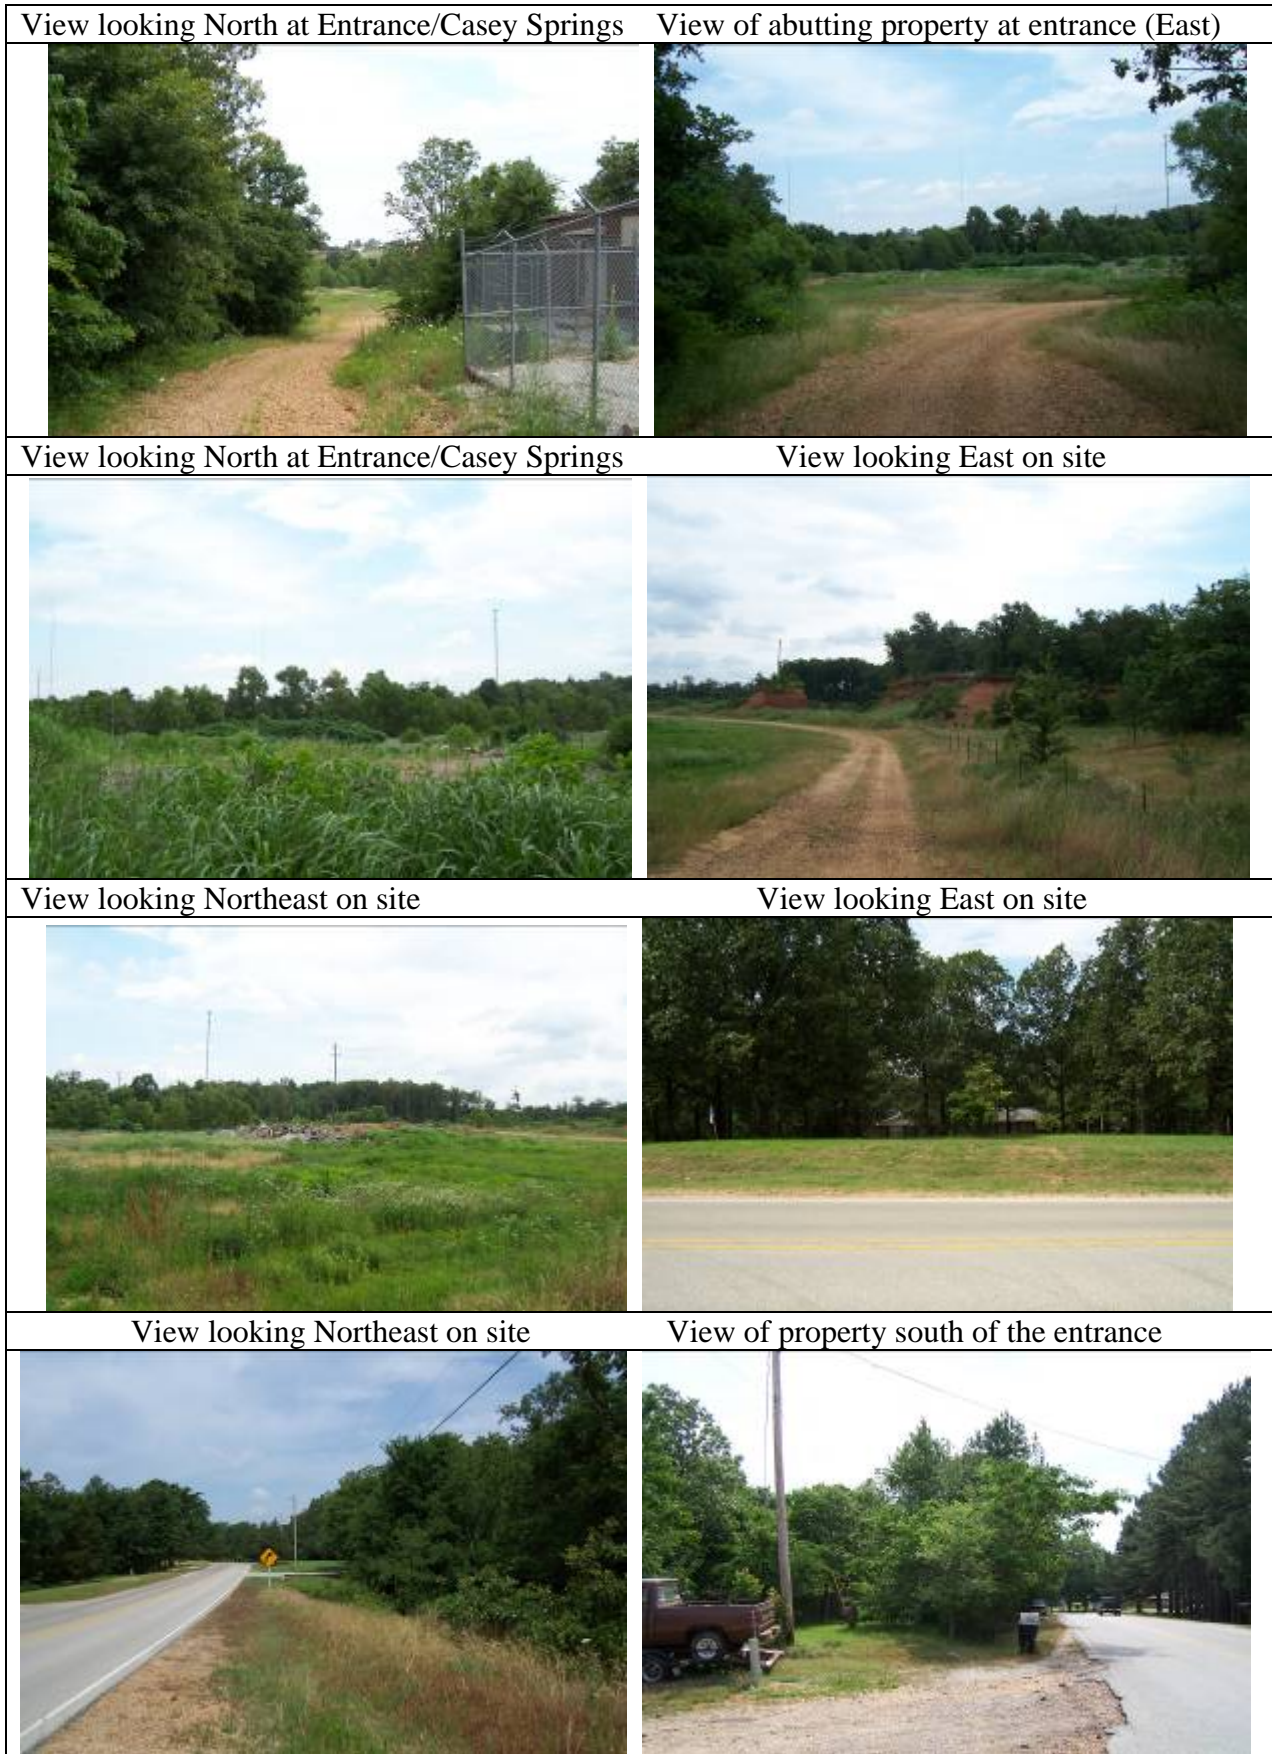 View looking North at Entrance/Casey Springs
View of abutting property at entrance (East)
View looking North at Entrance/Casey Springs
View looking East on site
View looking Northeast on site
View looking East on site
View looking Northeast on site
View of property south of the entrance